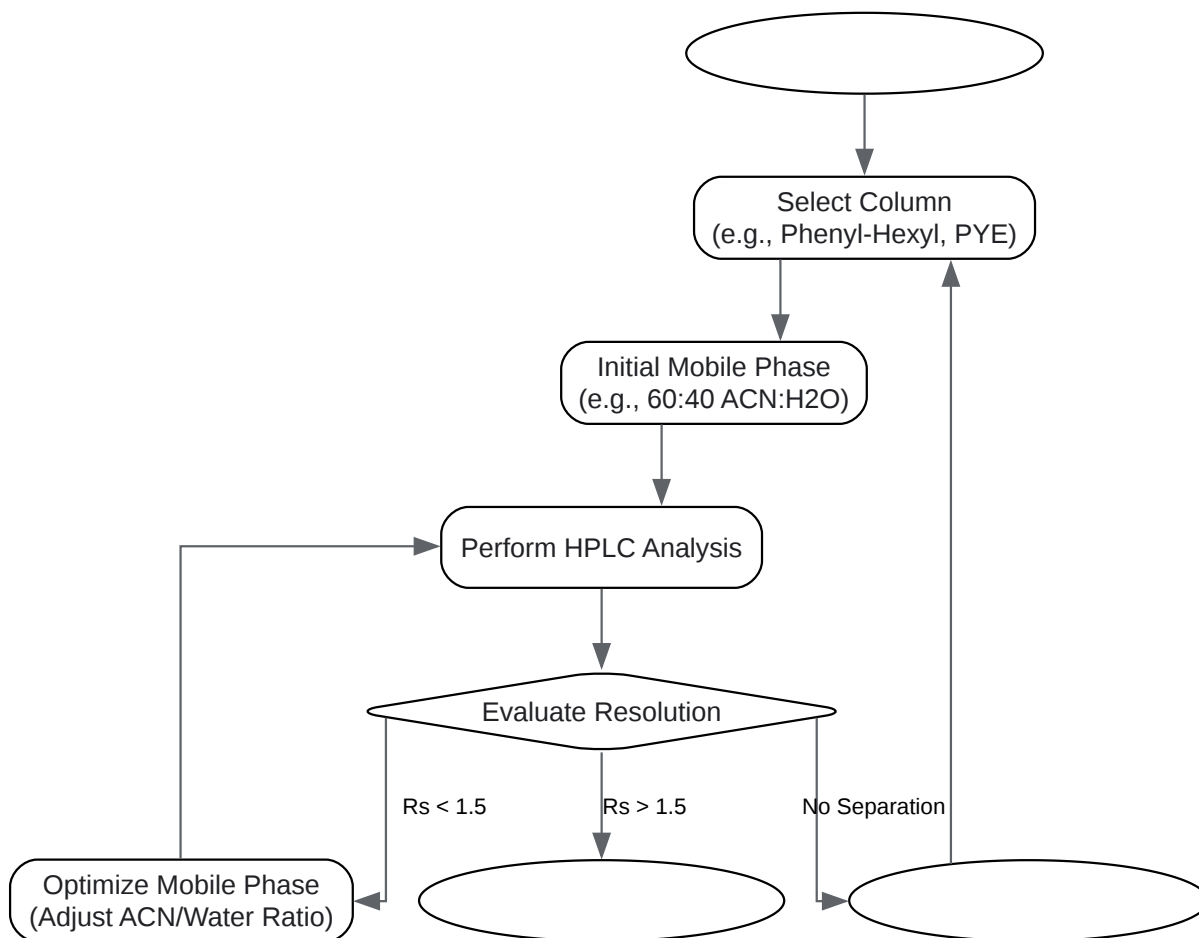 Select Column
(e.g., Phenyl-Hexyl, PYE)
Initial Mobile Phase
(e.g., 60:40 ACN:H2O)
Perform HPLC Analysis
Evaluate Resolution
Rs < 1.5
Rs > 1.5
No Separation
Optimize Mobile Phase
(Adjust ACN/Water Ratio)